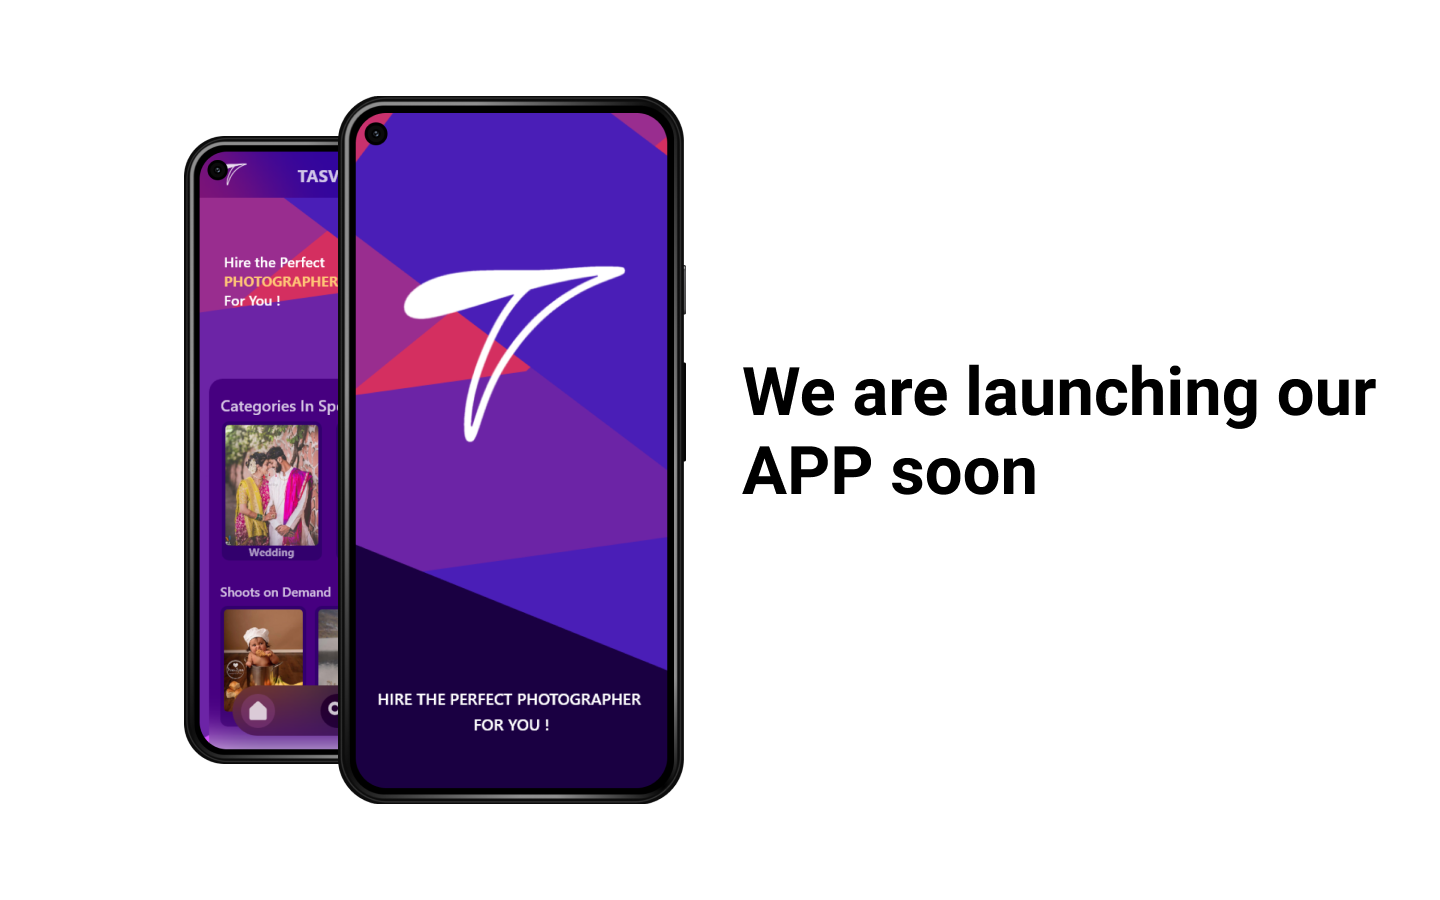 TASV
Hire the Perfect
PHOTOGRAPHER
For You !
Categories In Spe
Wedding
Shoots on Demand
HIRE THE PERFECT PHOTOGRAPHER
FOR YOU !
We are launching our
APP soon